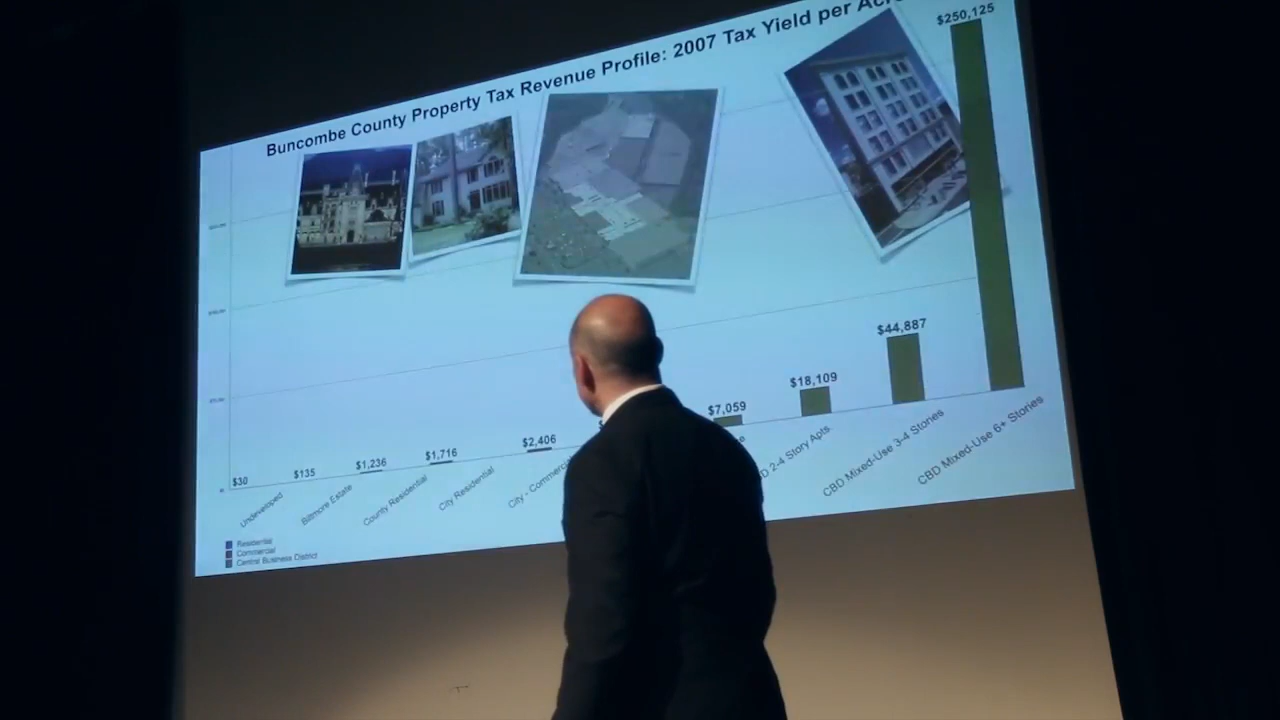 Buncombe County Property Tax Revenue Profile: 2007 Tax Yield per
$250,125
$44,887
$18,109
$7,059
$2,406
$1,716
$1,236
$135
$30
Undeveloped
Biltmore Estate
County Residential
City Residential
City - Commercial
2-4 Story Apts.
CBD Mixed-Use 3-4 Stories
CBD Mixed-Use 6+ Stories
Residential
Commercial
Central Business District